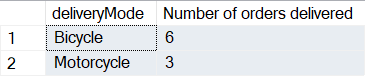 deliveryMode Number of orders delivered
1 Bicycle 6
2 Motorcycle 3